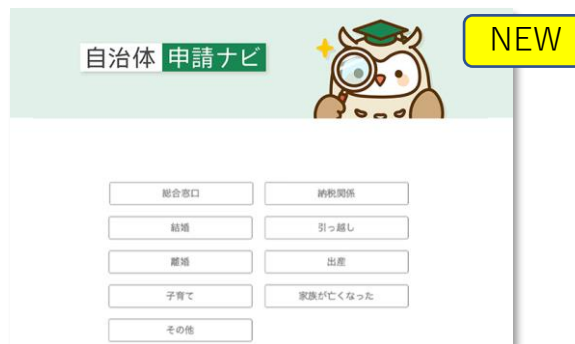 自治体 申請ナビ
NEW
総合窓口 納税関係
結婚 引っ越し
離婚 出産
子育て 家族が亡くなった
その他